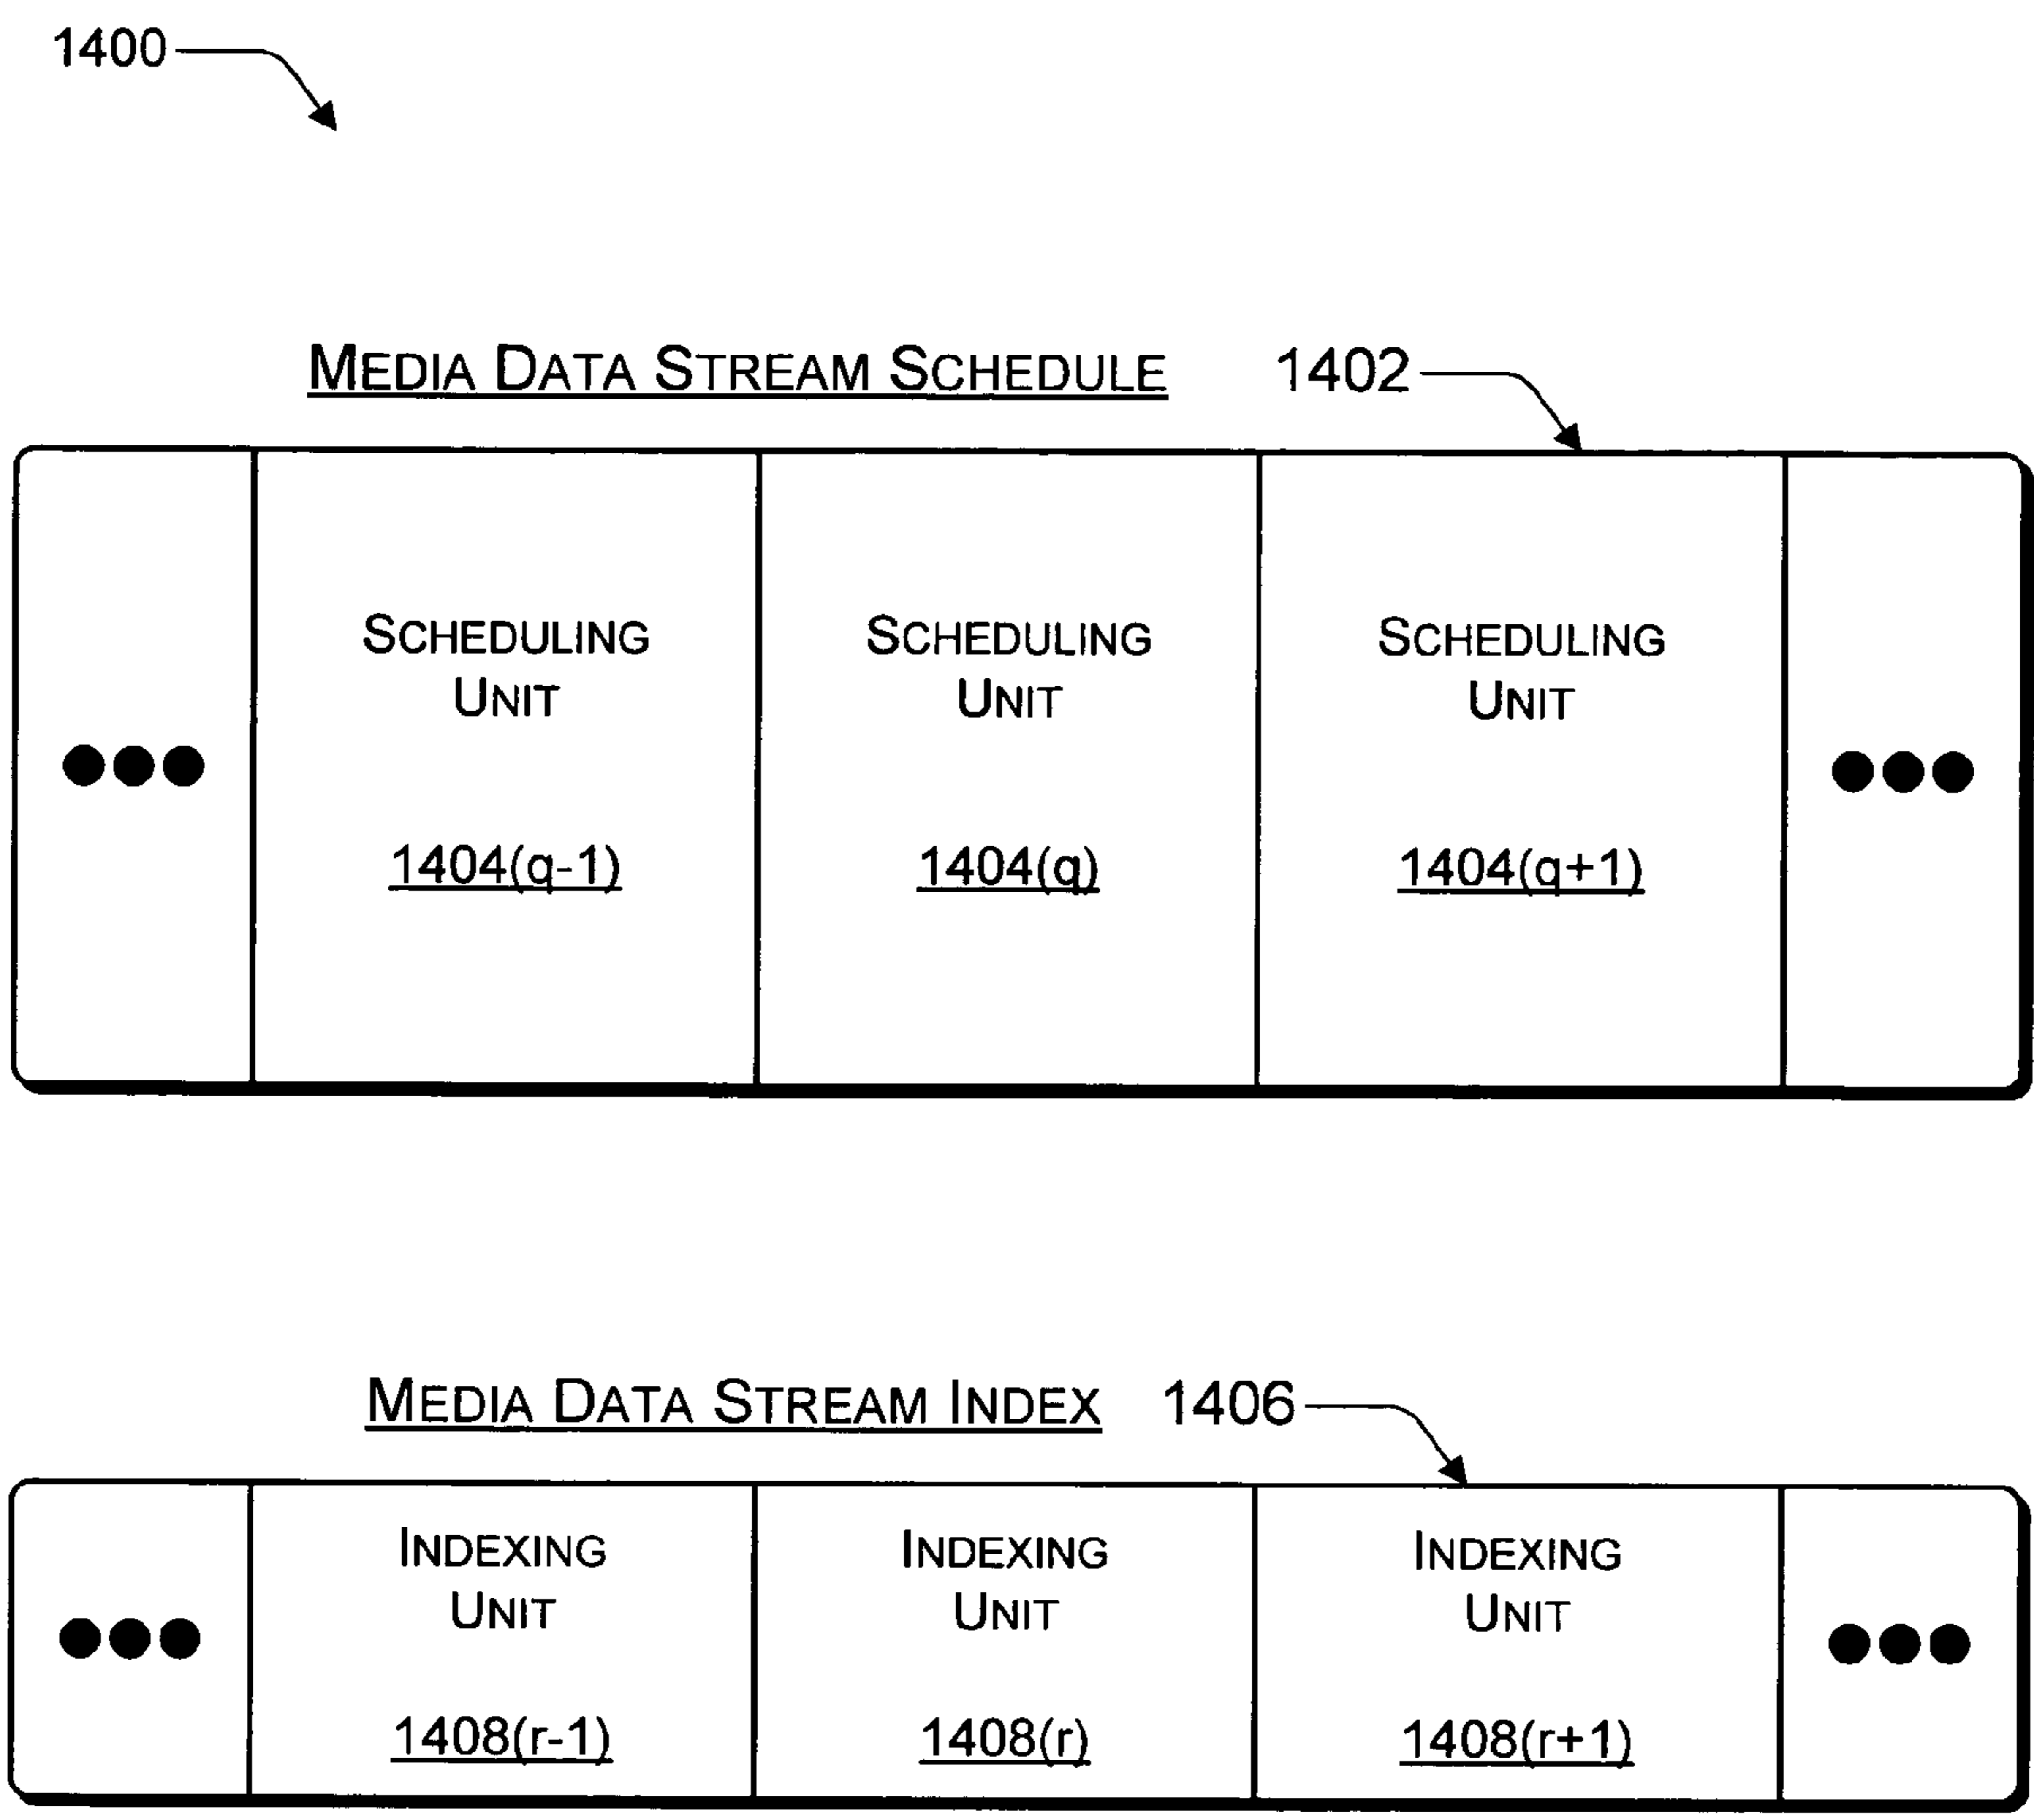 1400
MEDIA DATA STREAM SCHEDULE 1402
SCHEDULING UNIT 1404(q-1)
SCHEDULING UNIT 1404(q)
SCHEDULING UNIT 1404(q+1)
MEDIA DATA STREAM INDEX 1406
INDEXING UNIT 1408(r-1)
INDEXING UNIT 1408(r)
INDEXING UNIT 1408(r+1)